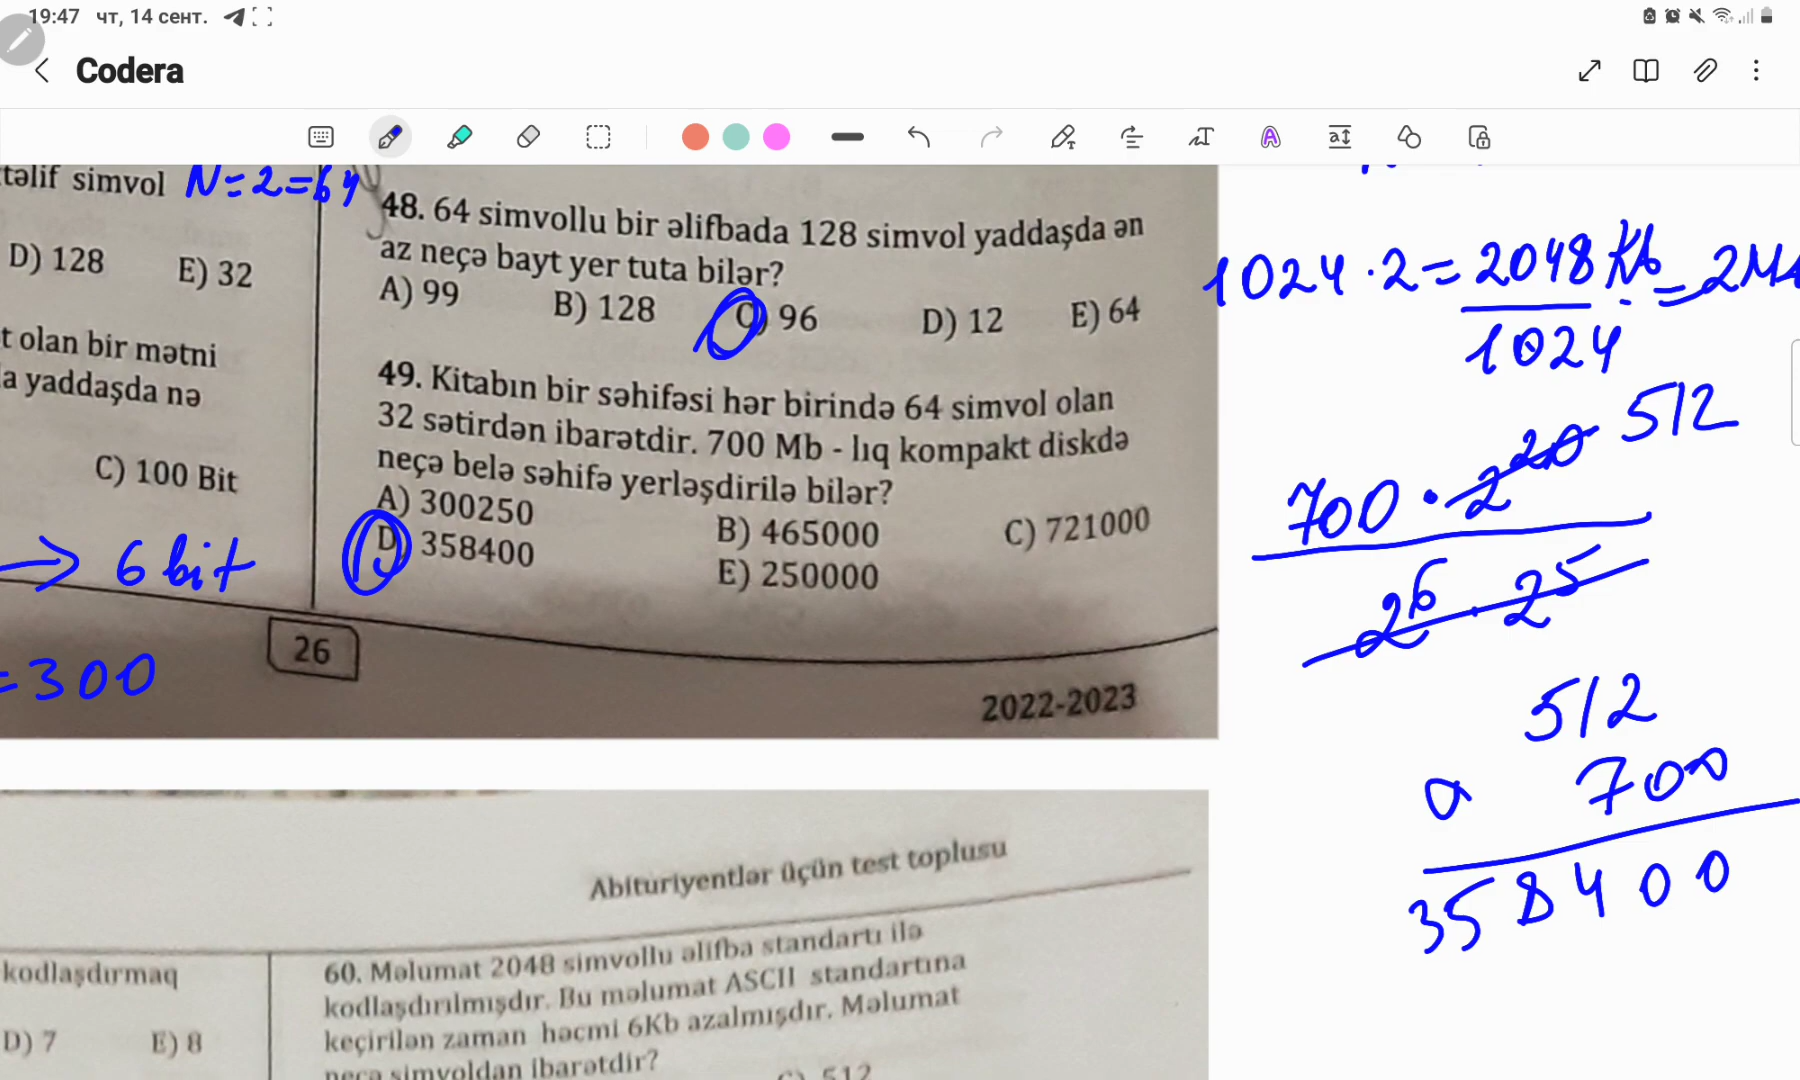 19:47 чт, 14 сент.
Codera
təlif simvol N=2=64
D) 128 E) 32
t olan bir mətni
a yaddaşda nə
C) 100 Bit
→ 6 bit
=300
48. 64 simvollu bir əlifbada 128 simvol yaddaşda ən
az neçə bayt yer tuta bilər?
A) 99 B) 128 C) 96 D) 12 E) 64
49. Kitabın bir səhifəsi hər birində 64 simvol olan
32 sətirdən ibarətdir. 700 Mb - lıq kompakt diskdə
neçə belə səhifə yerləşdirilə bilər?
A) 300250 B) 465000 C) 721000
D) 358400 E) 250000
26
2022-2023
1024·2=2048 Kb=2Mb
1024
512
700·2²⁰
2⁶·2⁵
512
700
358400
Abituriyentlər üçün test toplusu
kodlaşdırmaq
D) 7 E) 8
60. Məlumat 2048 simvollu əlifba standartı ilə
kodlaşdırılmışdır. Bu məlumat ASCII standartına
keçirilən zaman həcmi 6Kb azalmışdır. Məlumat
neçə simvoldan ibarətdir?
C) 512